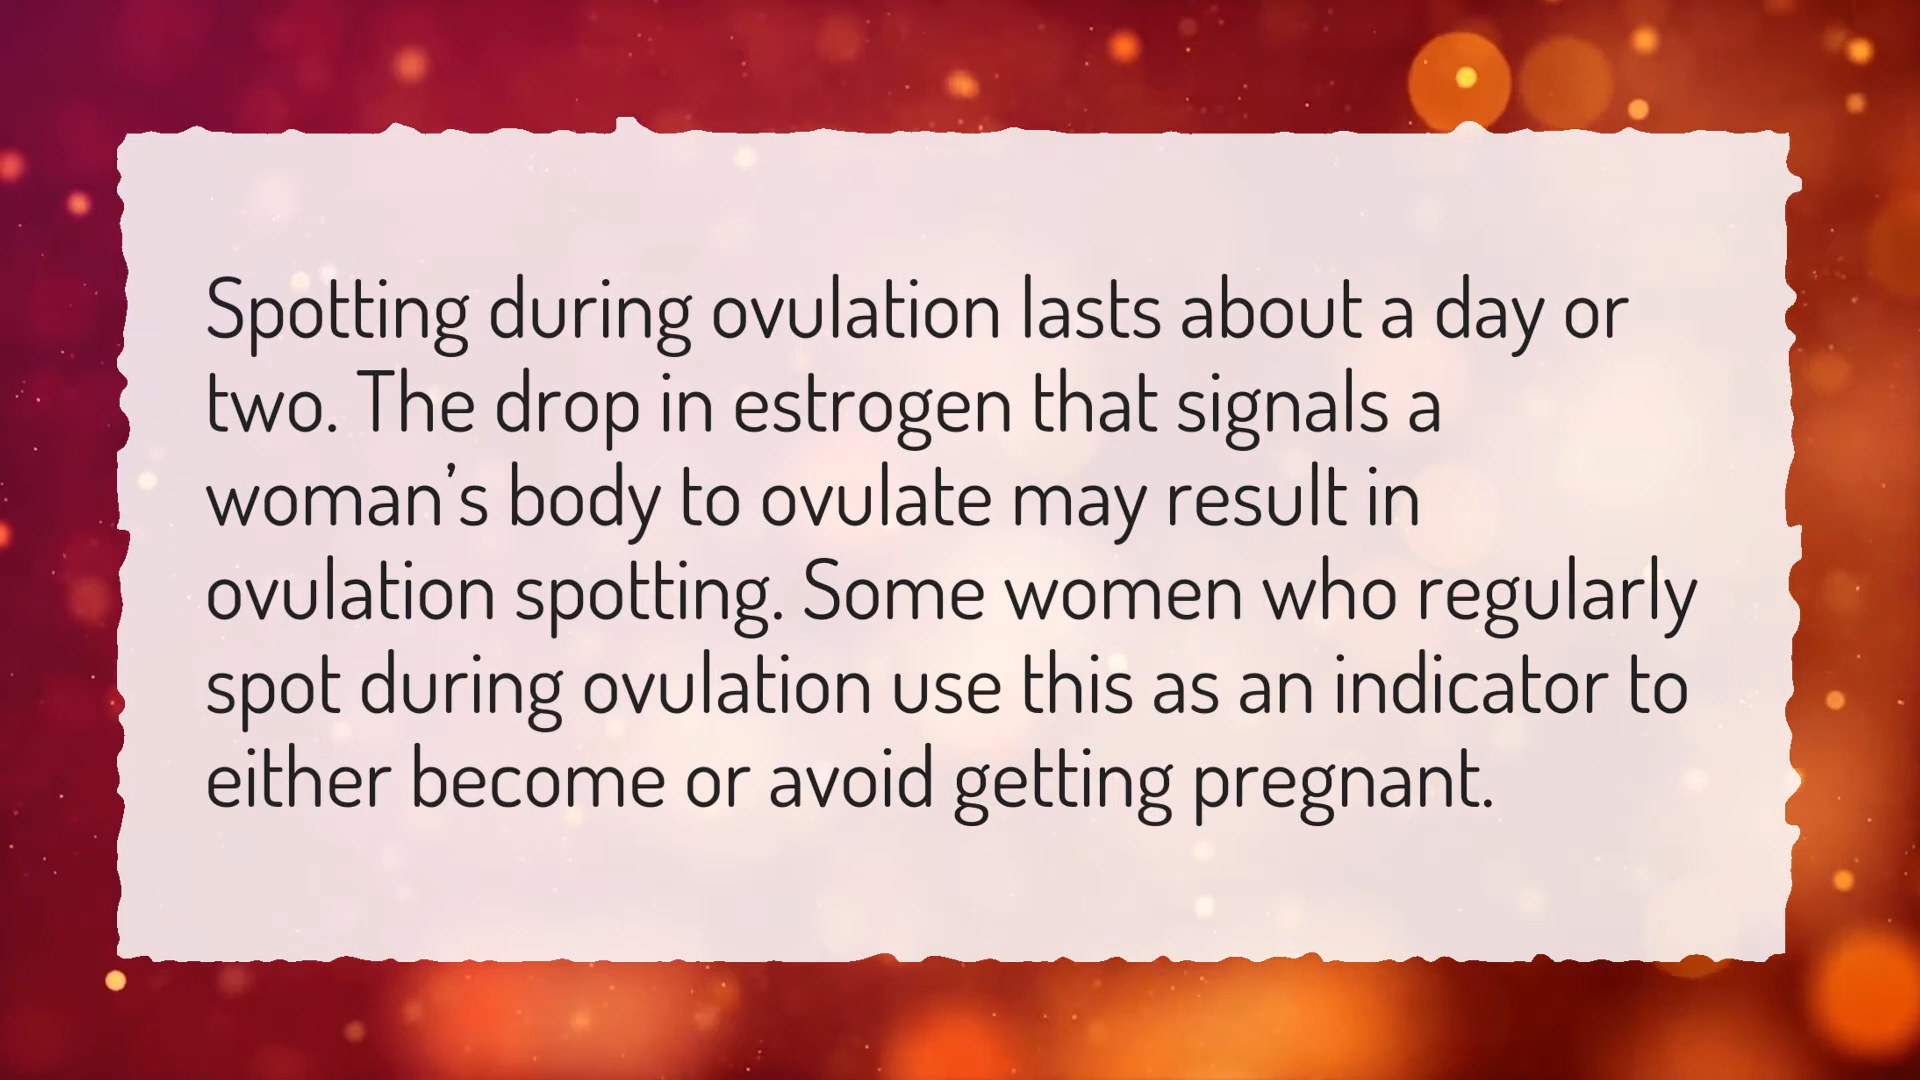 Spotting during ovulation lasts about a day or
two. The drop in estrogen that signals a
woman’s body to ovulate may result in
ovulation spotting. Some women who regularly
spot during ovulation use this as an indicator to
either become or avoid getting pregnant.